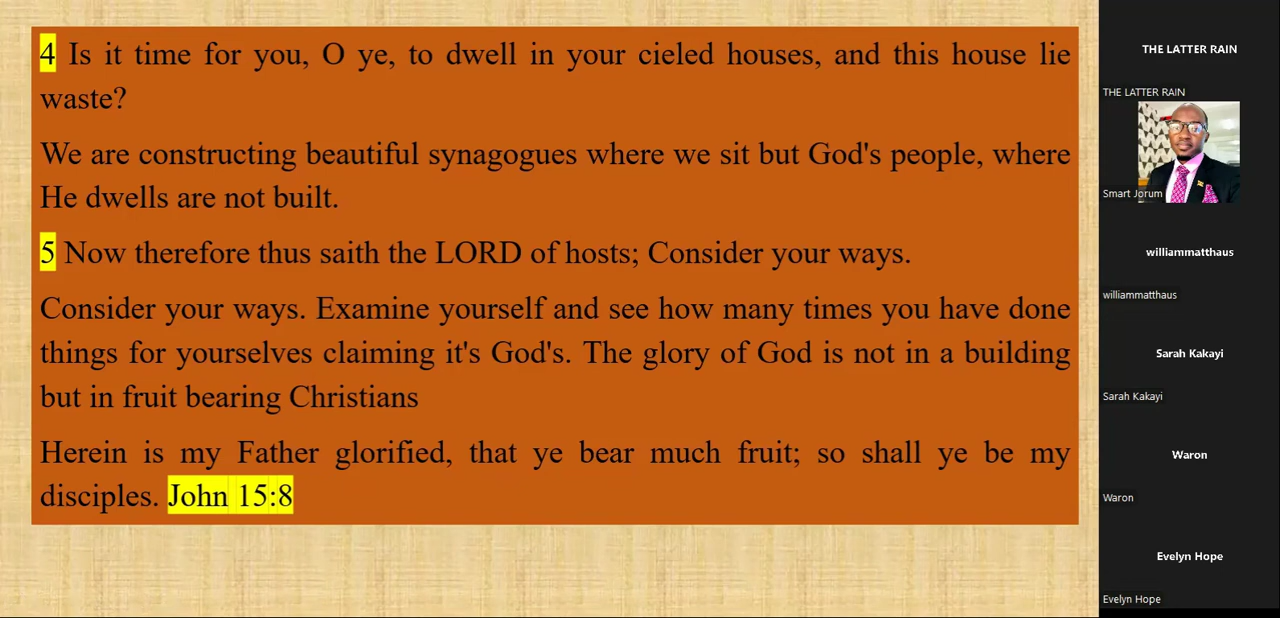 4 Is it time for you, O ye, to dwell in your cieled houses, and this house lie
waste?
We are constructing beautiful synagogues where we sit but God's people, where
He dwells are not built.
5 Now therefore thus saith the LORD of hosts; Consider your ways.
Consider your ways. Examine yourself and see how many times you have done
things for yourselves claiming it's God's. The glory of God is not in a building
but in fruit bearing Christians
Herein is my Father glorified, that ye bear much fruit; so shall ye be my
disciples. John 15:8
THE LATTER RAIN
THE LATTER RAIN
Smart Jorum
williammatthaus
williammatthaus
Sarah Kakayi
Sarah Kakayi
Waron
Waron
Evelyn Hope
Evelyn Hope